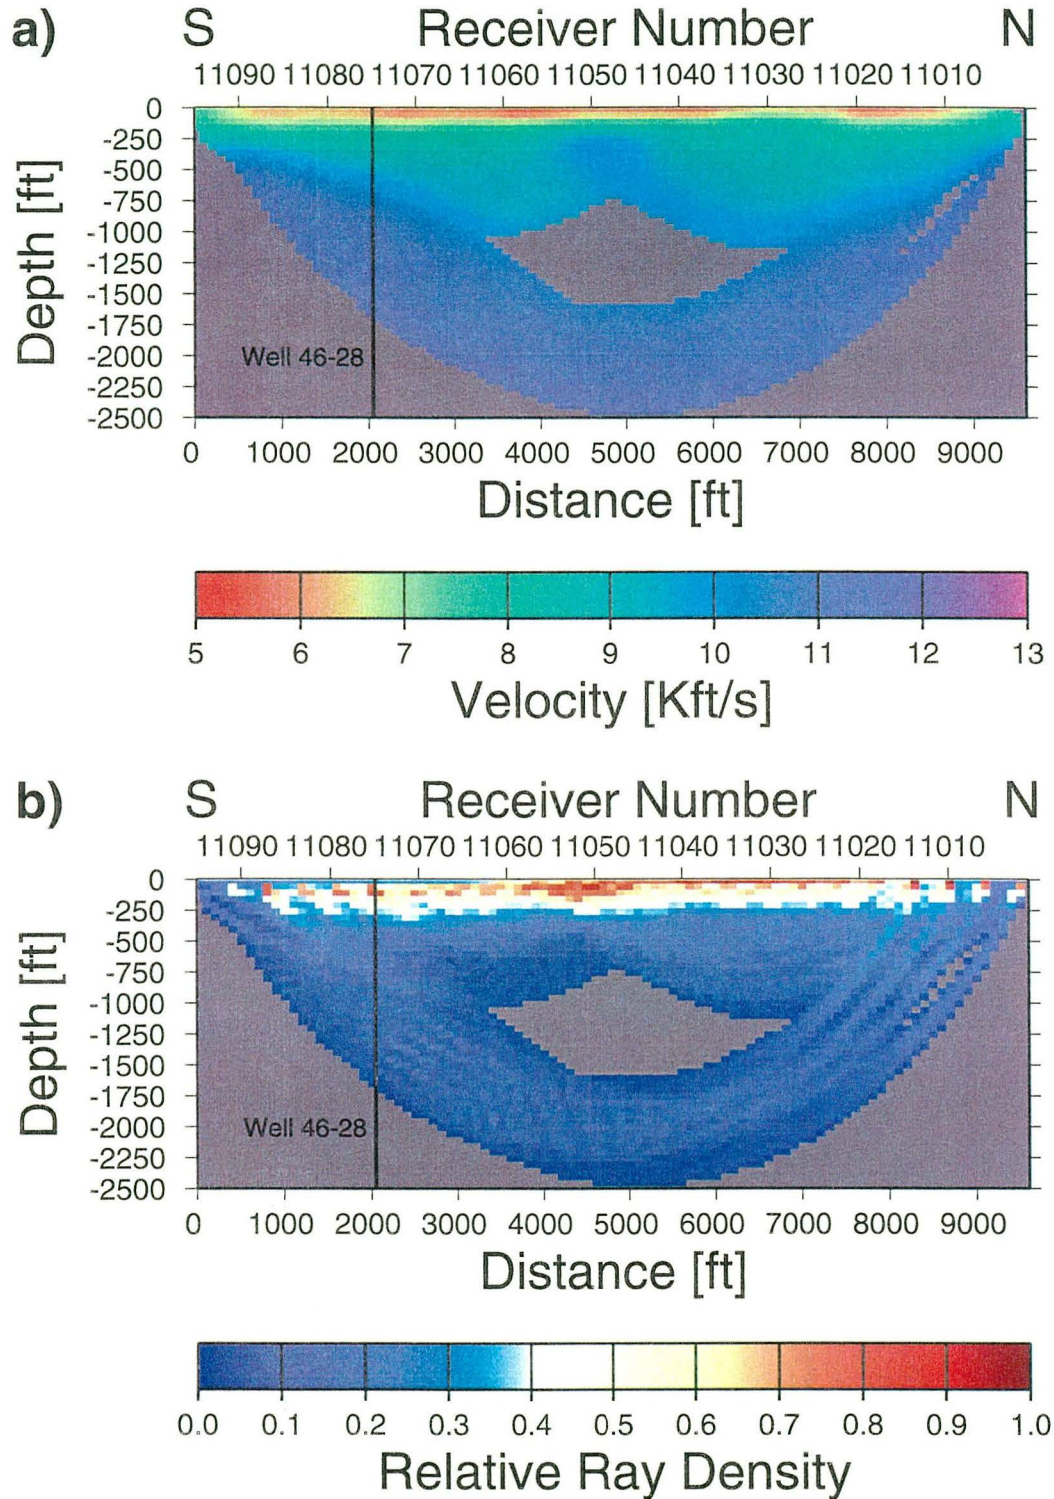 a) S Receiver Number N
11090 11080 11070 11060 11050 11040 11030 11020 11010
0
-250
-500
-750
-1000
-1250
-1500
-1750
-2000
-2250
-2500
Depth [ft]
Well 46-28
0 1000 2000 3000 4000 5000 6000 7000 8000 9000
Distance [ft]
5 6 7 8 9 10 11 12 13
Velocity [Kft/s]
b) S Receiver Number N
11090 11080 11070 11060 11050 11040 11030 11020 11010
0
-250
-500
-750
-1000
-1250
-1500
-1750
-2000
-2250
-2500
Depth [ft]
Well 46-28
0 1000 2000 3000 4000 5000 6000 7000 8000 9000
Distance [ft]
0.0 0.1 0.2 0.3 0.4 0.5 0.6 0.7 0.8 0.9 1.0
Relative Ray Density